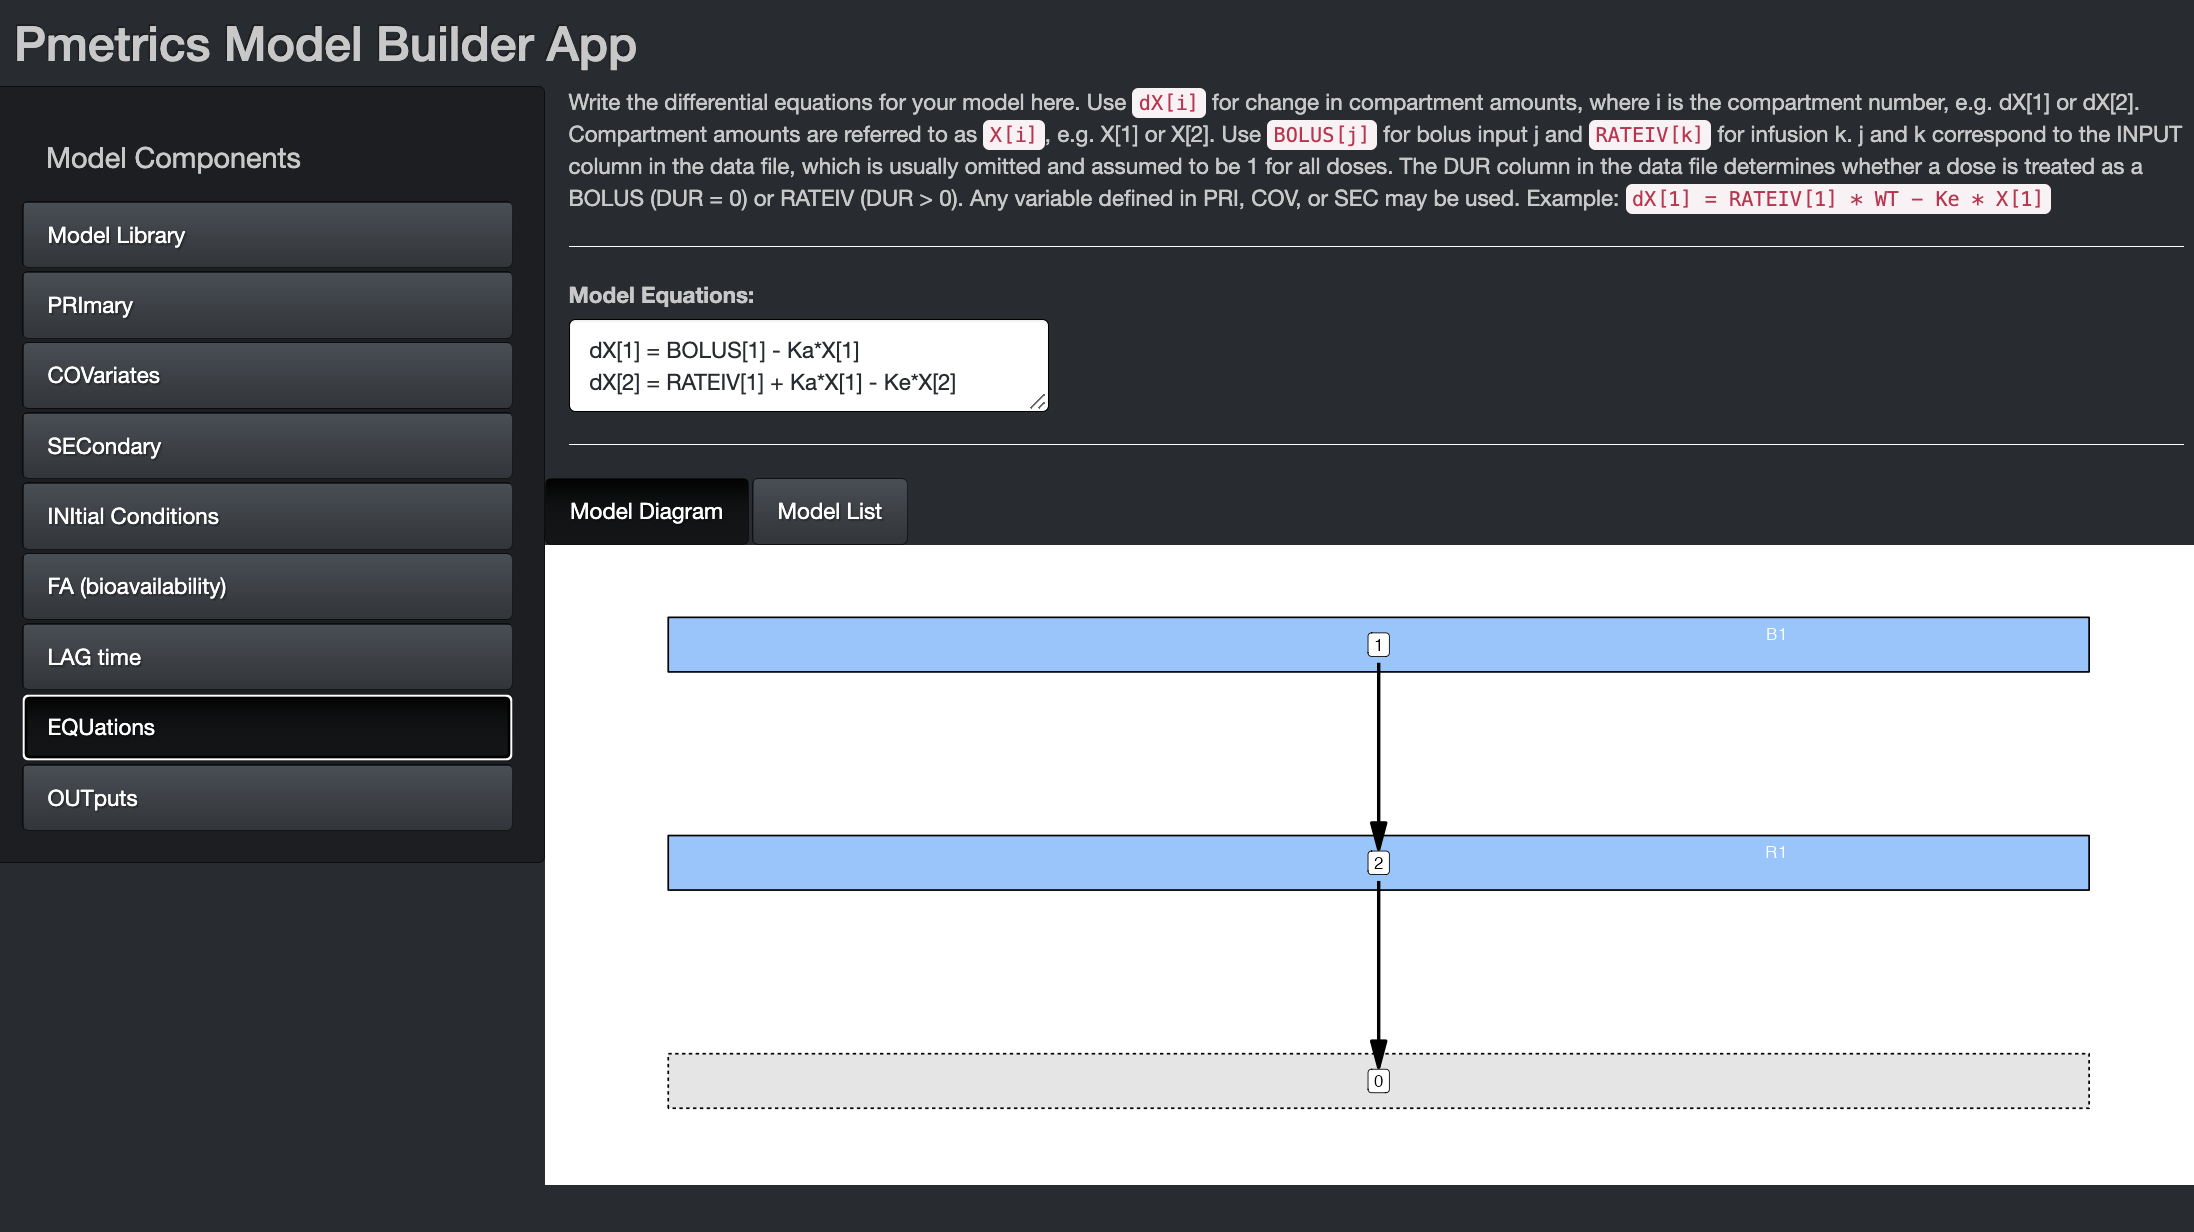 Pmetrics Model Builder App
Model Components
Model Library
PRImary
COVariates
SECondary
INItial Conditions
FA (bioavailability)
LAG time
EQUations
OUTputs
Write the differential equations for your model here. Use dX[i] for change in compartment amounts, where i is the compartment number, e.g. dX[1] or dX[2].
Compartment amounts are referred to as X[i], e.g. X[1] or X[2]. Use BOLUS[j] for bolus input j and RATEIV[k] for infusion k. j and k correspond to the INPUT
column in the data file, which is usually omitted and assumed to be 1 for all doses. The DUR column in the data file determines whether a dose is treated as a
BOLUS (DUR = 0) or RATEIV (DUR > 0). Any variable defined in PRI, COV, or SEC may be used. Example: dX[1] = RATEIV[1] * WT - Ke * X[1]
Model Equations:
dX[1] = BOLUS[1] - Ka*X[1]
dX[2] = RATEIV[1] + Ka*X[1] - Ke*X[2]
Model Diagram
Model List
1
B1
2
R1
0